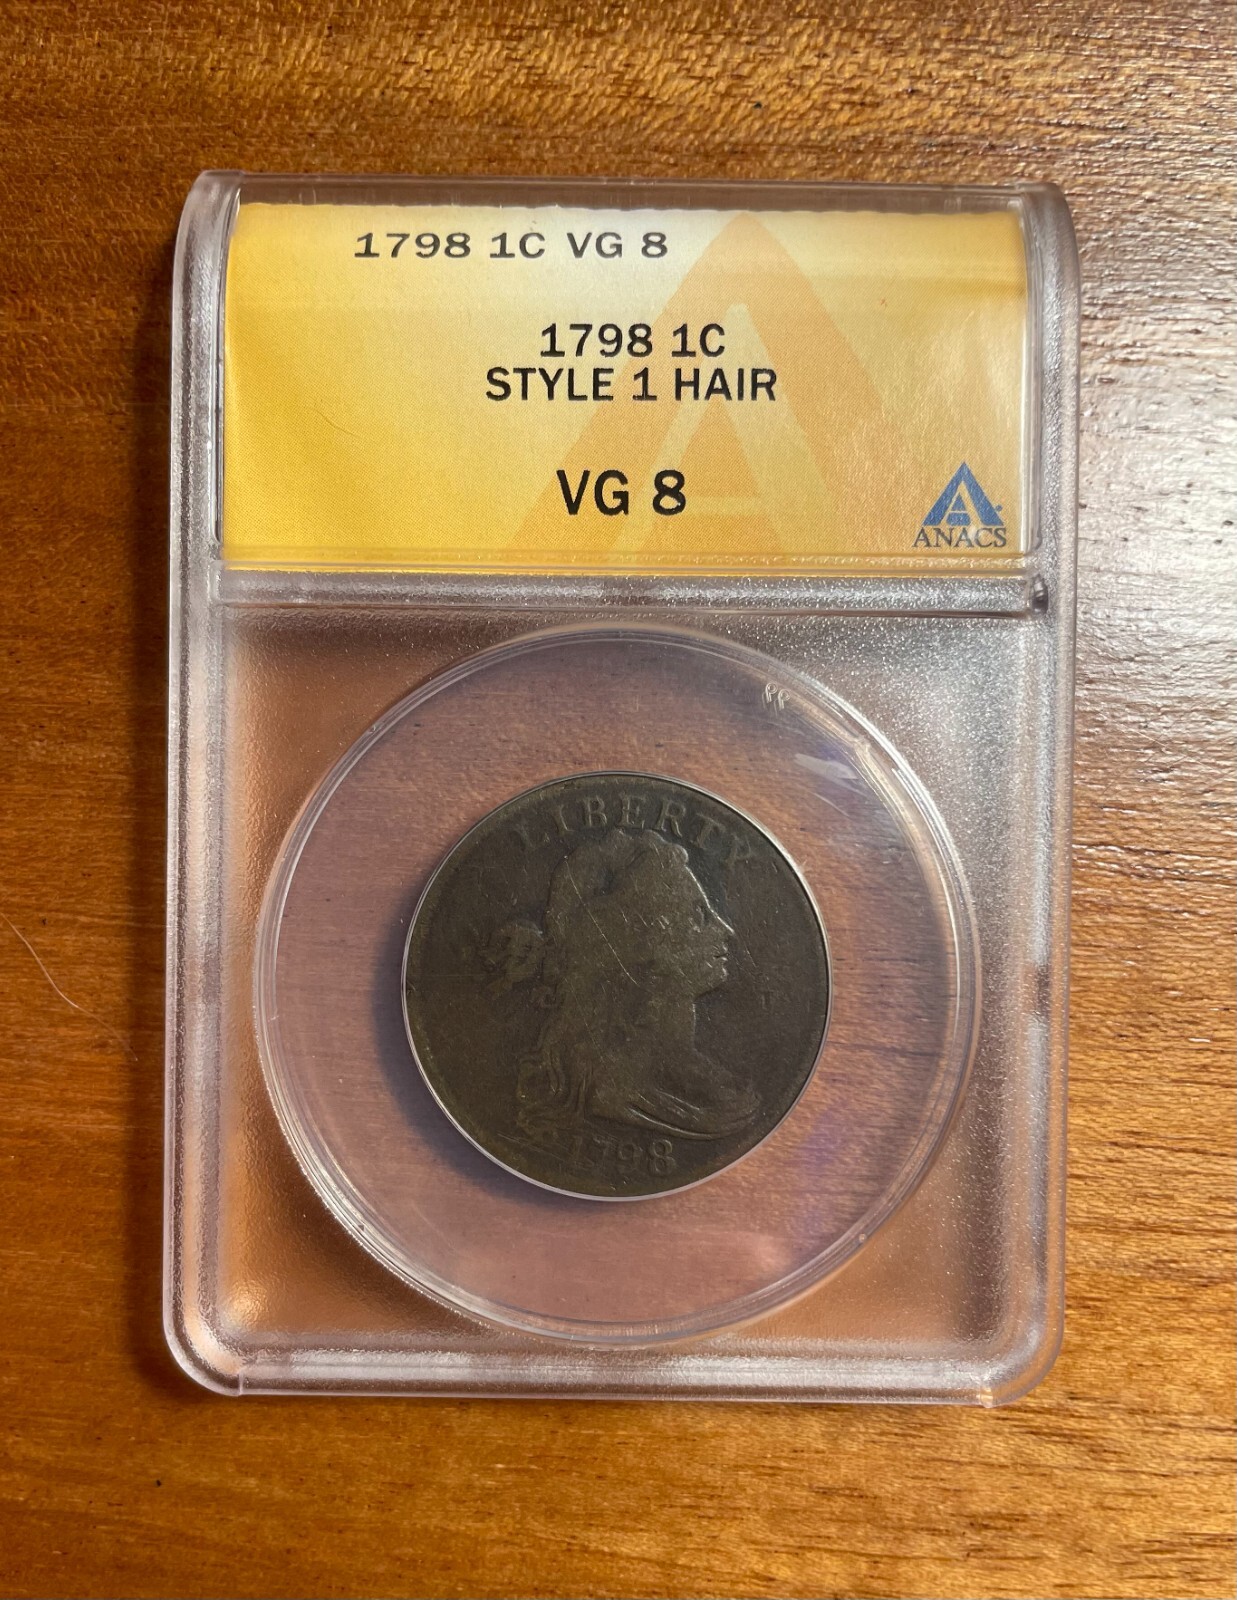 1798 1C VG 8
1798 1C
STYLE 1 HAIR
VG 8
ANACS
LIBERTY
1798